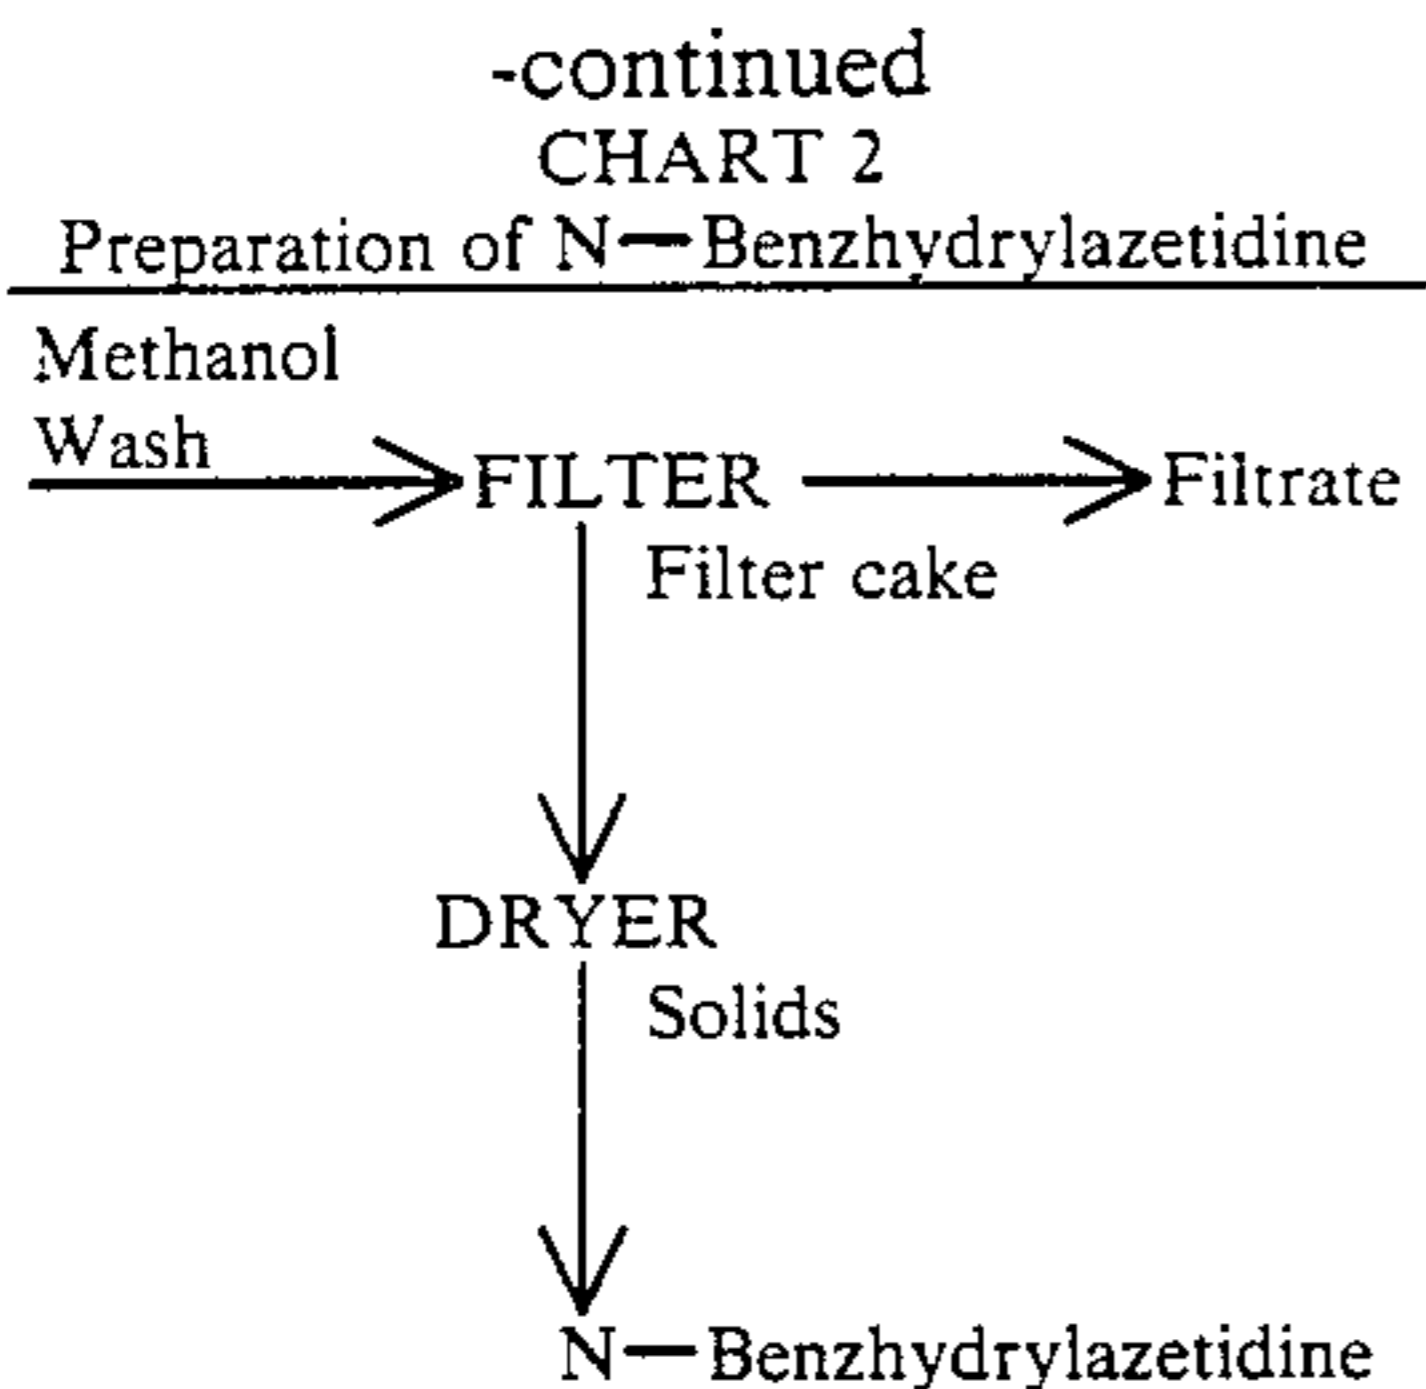 -continued
CHART 2
Preparation of N—Benzhydrylazetidine
Methanol
Wash
FILTER
Filtrate
Filter cake
DRYER
Solids
N—Benzhydrylazetidine